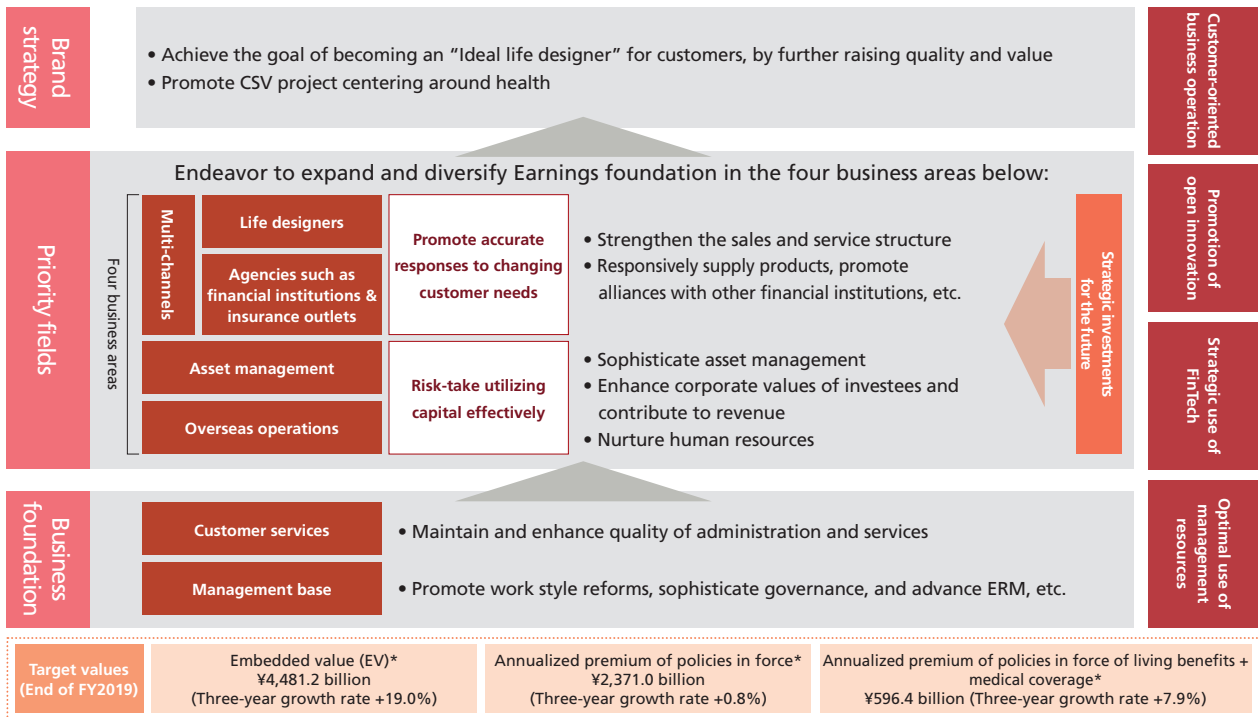 Brand
strategy
• Achieve the goal of becoming an “Ideal life designer” for customers, by further raising quality and value
• Promote CSV project centering around health
Priority fields
Endeavor to expand and diversify Earnings foundation in the four business areas below:
Four business areas
Multi-channels
Life designers
Agencies such as
financial institutions &
insurance outlets
Promote accurate
responses to changing
customer needs
• Strengthen the sales and service structure
• Responsively supply products, promote
alliances with other financial institutions, etc.
Asset management
Overseas operations
Risk-take utilizing
capital effectively
• Sophisticate asset management
• Enhance corporate values of investees and
contribute to revenue
• Nurture human resources
Strategic investments
for the future
Business
foundation
Customer services
• Maintain and enhance quality of administration and services
Management base
• Promote work style reforms, sophisticate governance, and advance ERM, etc.
Customer-oriented
business operation
Promotion of
open innovation
Strategic use of
FinTech
Optimal use of
management
resources
Target values
(End of FY2019)
Embedded value (EV)*
¥4,481.2 billion
(Three-year growth rate +19.0%)
Annualized premium of policies in force*
¥2,371.0 billion
(Three-year growth rate +0.8%)
Annualized premium of policies in force of living benefits +
medical coverage*
¥596.4 billion (Three-year growth rate +7.9%)